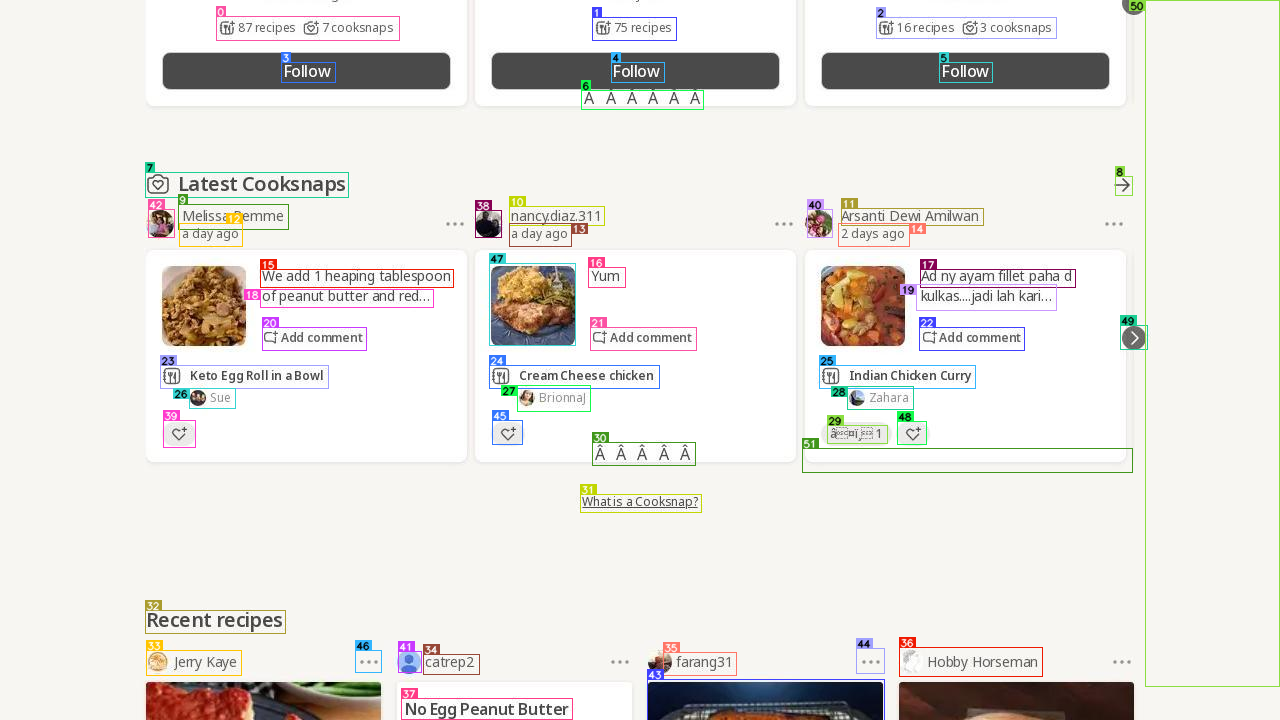 87 recipes 7 cooksnaps
75 recipes
16 recipes 3 cooksnaps
Follow
Follow
Follow
Â Â Â Â Â Â
Latest Cooksnaps
Melissa Demme
a day ago
nancy.diaz.311
a day ago
Arsanti Dewi Amilwan
2 days ago
We add 1 heaping tablespoon
of peanut butter and red...
Add comment
Keto Egg Roll in a Bowl
Sue
Yum
Add comment
Cream Cheese chicken
BrionnaJ
Ad ny ayam fillet paha d
kulkas....jadi lah kari...
Add comment
Indian Chicken Curry
Zahara
1
Â Â Â Â Â
What is a Cooksnap?
Recent recipes
Jerry Kaye
catrep2
farang31
Hobby Horseman
No Egg Peanut Butter
0
1
2
3
4
5
6
7
8
9
10
11
12
13
14
15
16
17
18
19
20
21
22
23
24
25
26
27
28
29
30
31
32
33
34
35
36
37
38
39
40
41
42
43
44
45
46
47
48
49
50
51